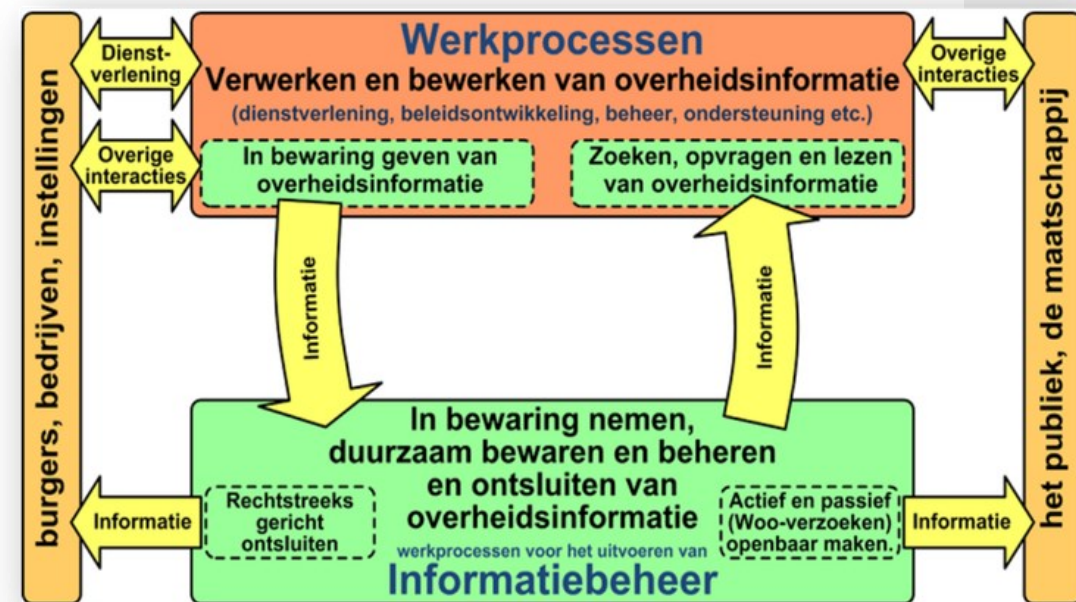 burgers, bedrijven, instellingen
Dienst-
verlening
Overige
interacties
Werkprocessen
Verwerken en bewerken van overheidsinformatie
(dienstverlening, beleidsontwikkeling, beheer, ondersteuning etc.)
In bewaring geven van
overheidsinformatie
Zoeken, opvragen en lezen
van overheidsinformatie
Overige
interacties
het publiek, de maatschappij
Informatie
Informatie
In bewaring nemen,
duurzaam bewaren en beheren
en ontsluiten van
overheidsinformatie
werkprocessen voor het uitvoeren van
Informatiebeheer
Informatie
Rechtstreeks
gericht
ontsluiten
Actief en passief
(Woo-verzoeken)
openbaar maken.
Informatie